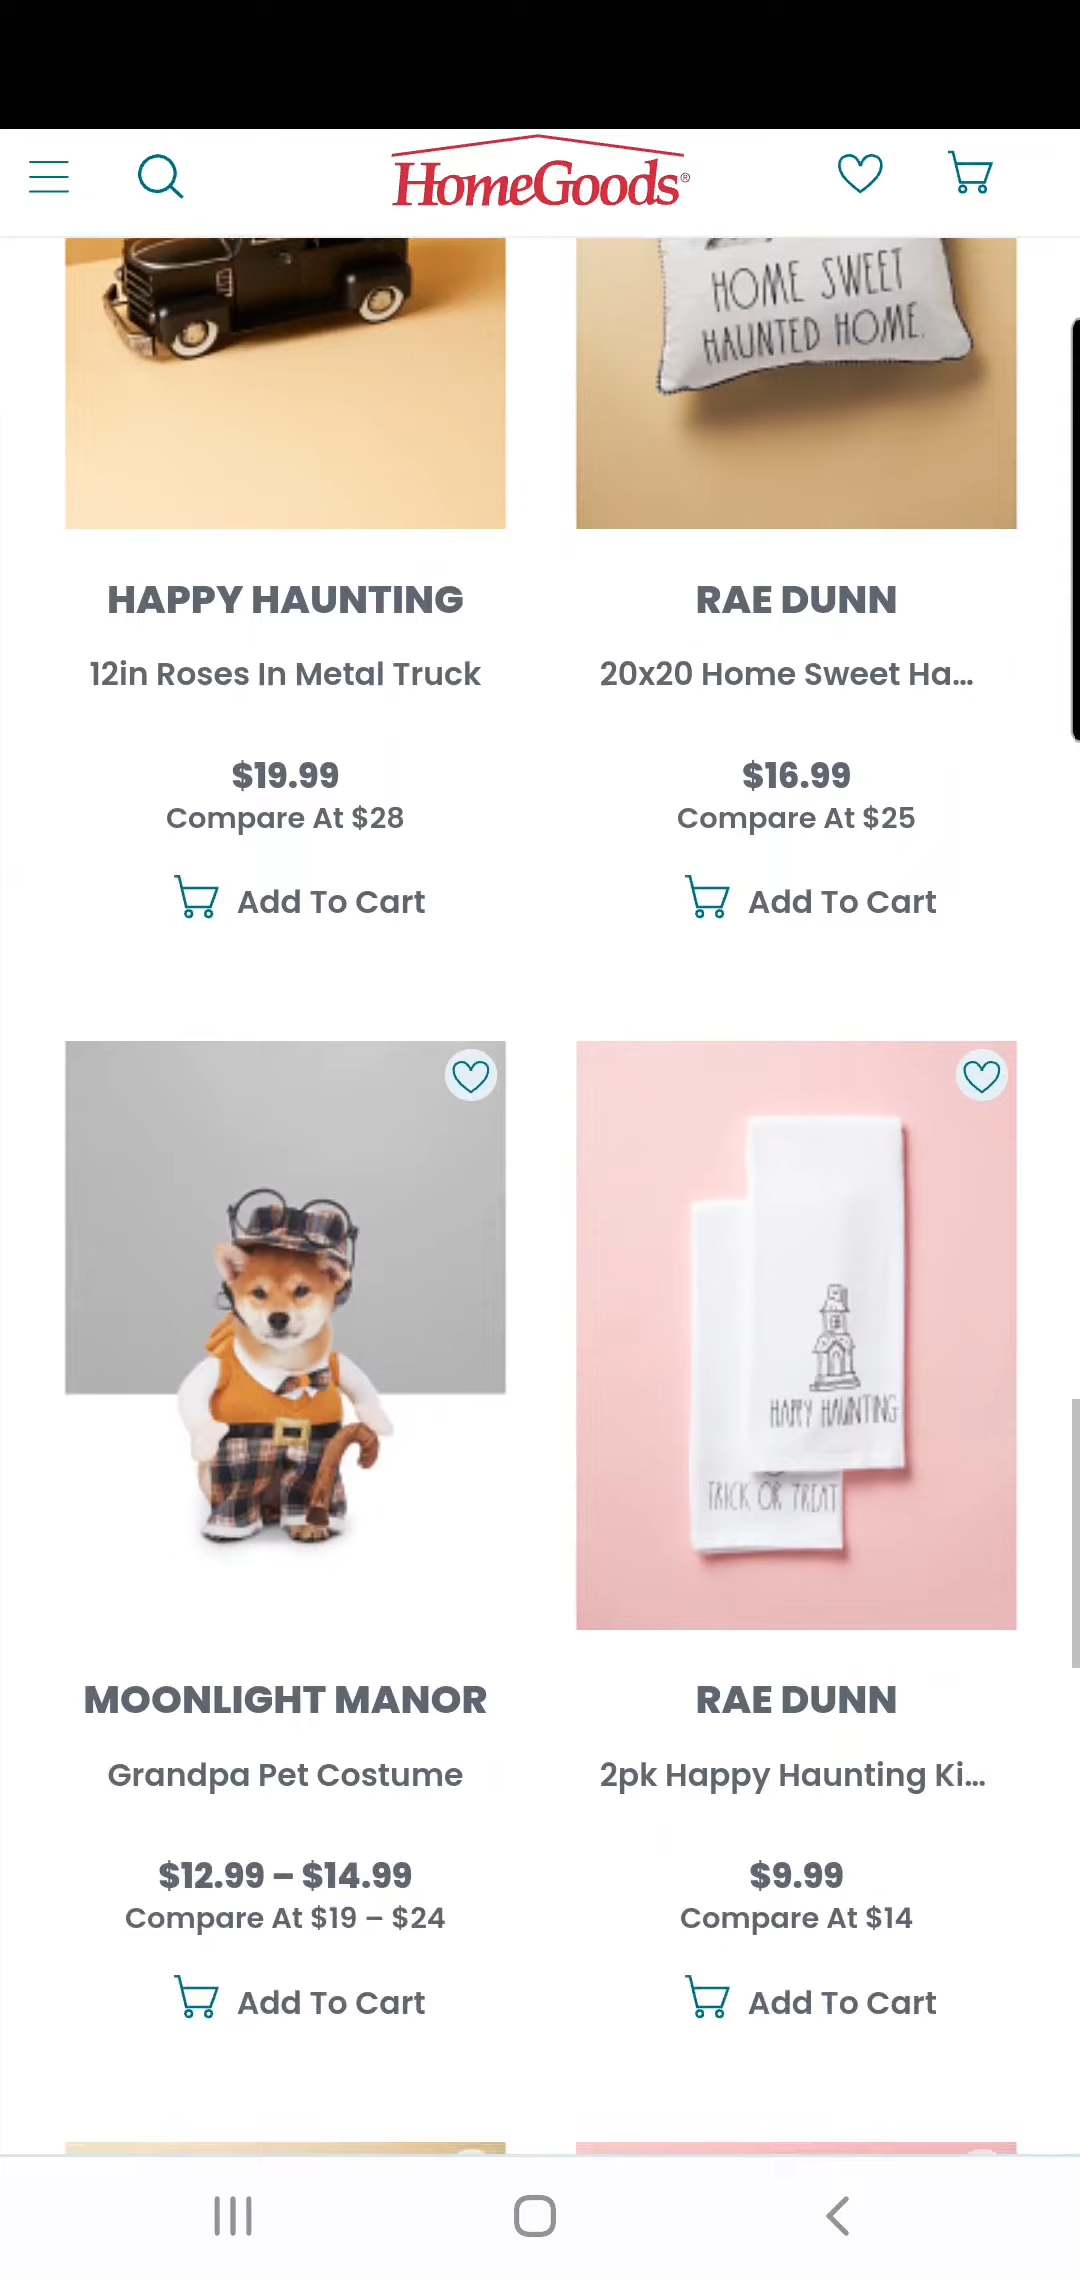 HomeGoods®
HOME SWEET
HAUNTED HOME.
HAPPY HAUNTING
12in Roses In Metal Truck
$19.99
Compare At $28
Add To Cart
RAE DUNN
20x20 Home Sweet Ha...
$16.99
Compare At $25
Add To Cart
HAPPY HAUNTING
TRICK OR TREAT
MOONLIGHT MANOR
Grandpa Pet Costume
$12.99 – $14.99
Compare At $19 – $24
Add To Cart
RAE DUNN
2pk Happy Haunting Ki...
$9.99
Compare At $14
Add To Cart